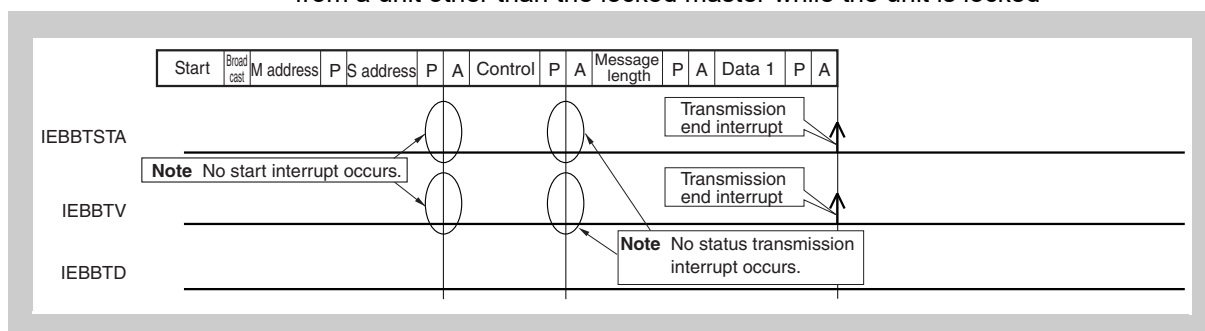 from a unit other than the locked master while the unit is locked
Start Broad cast M address P S address P A Control P A Message length P A Data 1 P A
Transmission
end interrupt
IEBBTSTA
Note No start interrupt occurs.
Transmission
end interrupt
IEBBTV
Note No status transmission
interrupt occurs.
IEBBTD